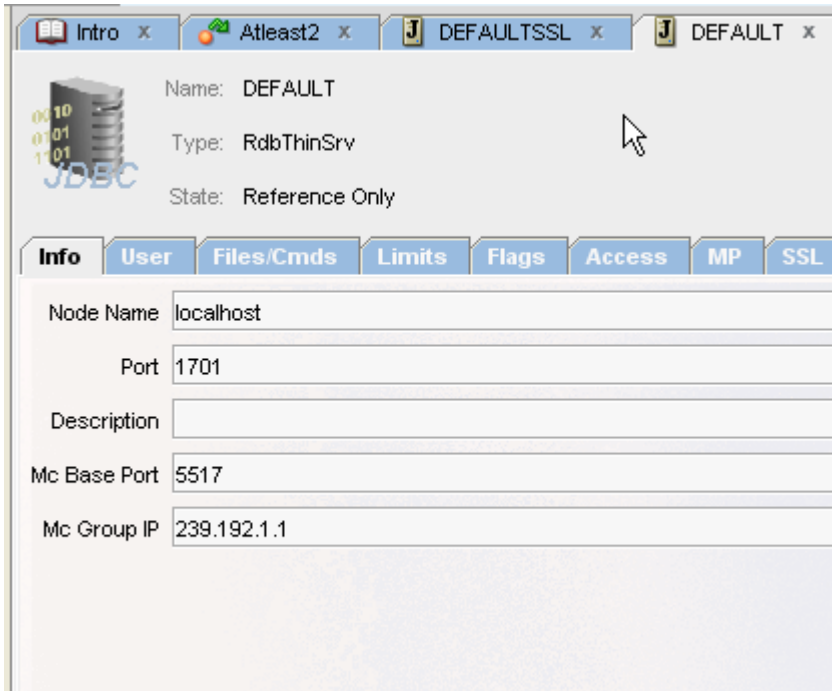 Intro x Atleast2 x DEFAULTSSL x DEFAULT x
Name: DEFAULT
0010
0101
1101
JDBC
Type: RdbThinSrv
State: Reference Only
Info User Files/Cmds Limits Flags Access MP SSL
Node Name localhost
Port 1701
Description
Mc Base Port 5517
Mc Group IP 239.192.1.1